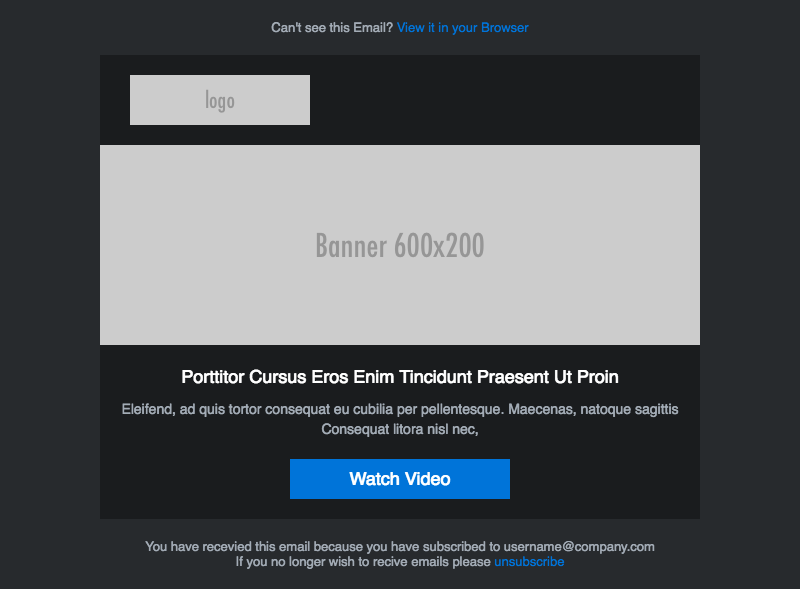 Can't see this Email? View it in your Browser
logo
Banner 600x200
Porttitor Cursus Eros Enim Tincidunt Praesent Ut Proin
Eleifend, ad quis tortor consequat eu cubilia per pellentesque. Maecenas, natoque sagittis
Consequat litora nisl nec,
Watch Video
You have recevied this email because you have subscribed to username@company.com
If you no longer wish to recive emails please unsubscribe